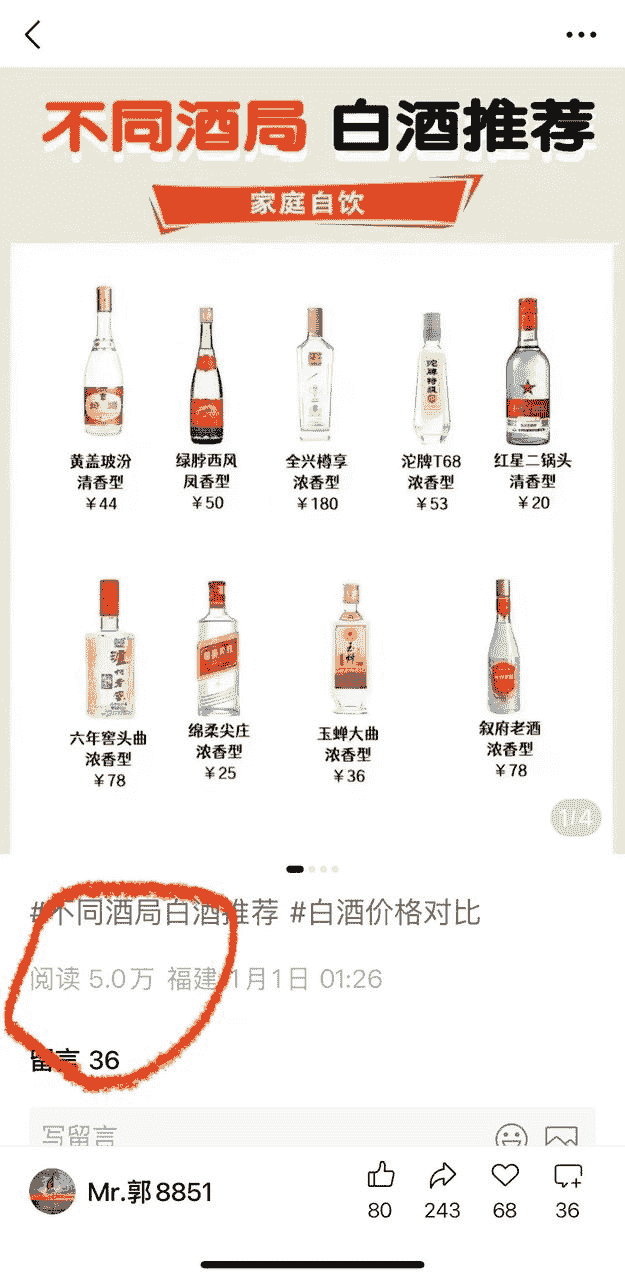 不同酒局 白酒推荐
家庭自饮
黄盖玻汾 绿脖西风 全兴樽享 沱牌T68 红星二锅头
清香型 凤香型 浓香型 浓香型 清香型
¥44 ¥50 ¥180 ¥53 ¥20
六年窖头曲 绵柔尖庄 玉蝉大曲 叙府老酒
浓香型 浓香型 浓香型 浓香型
¥78 ¥25 ¥36 ¥78
1/4
#不同酒局白酒推荐 #白酒价格对比
阅读 5.0万 福建 1月1日 01:26
留言 36
写留言
Mr.郭8851
80 243 68 36